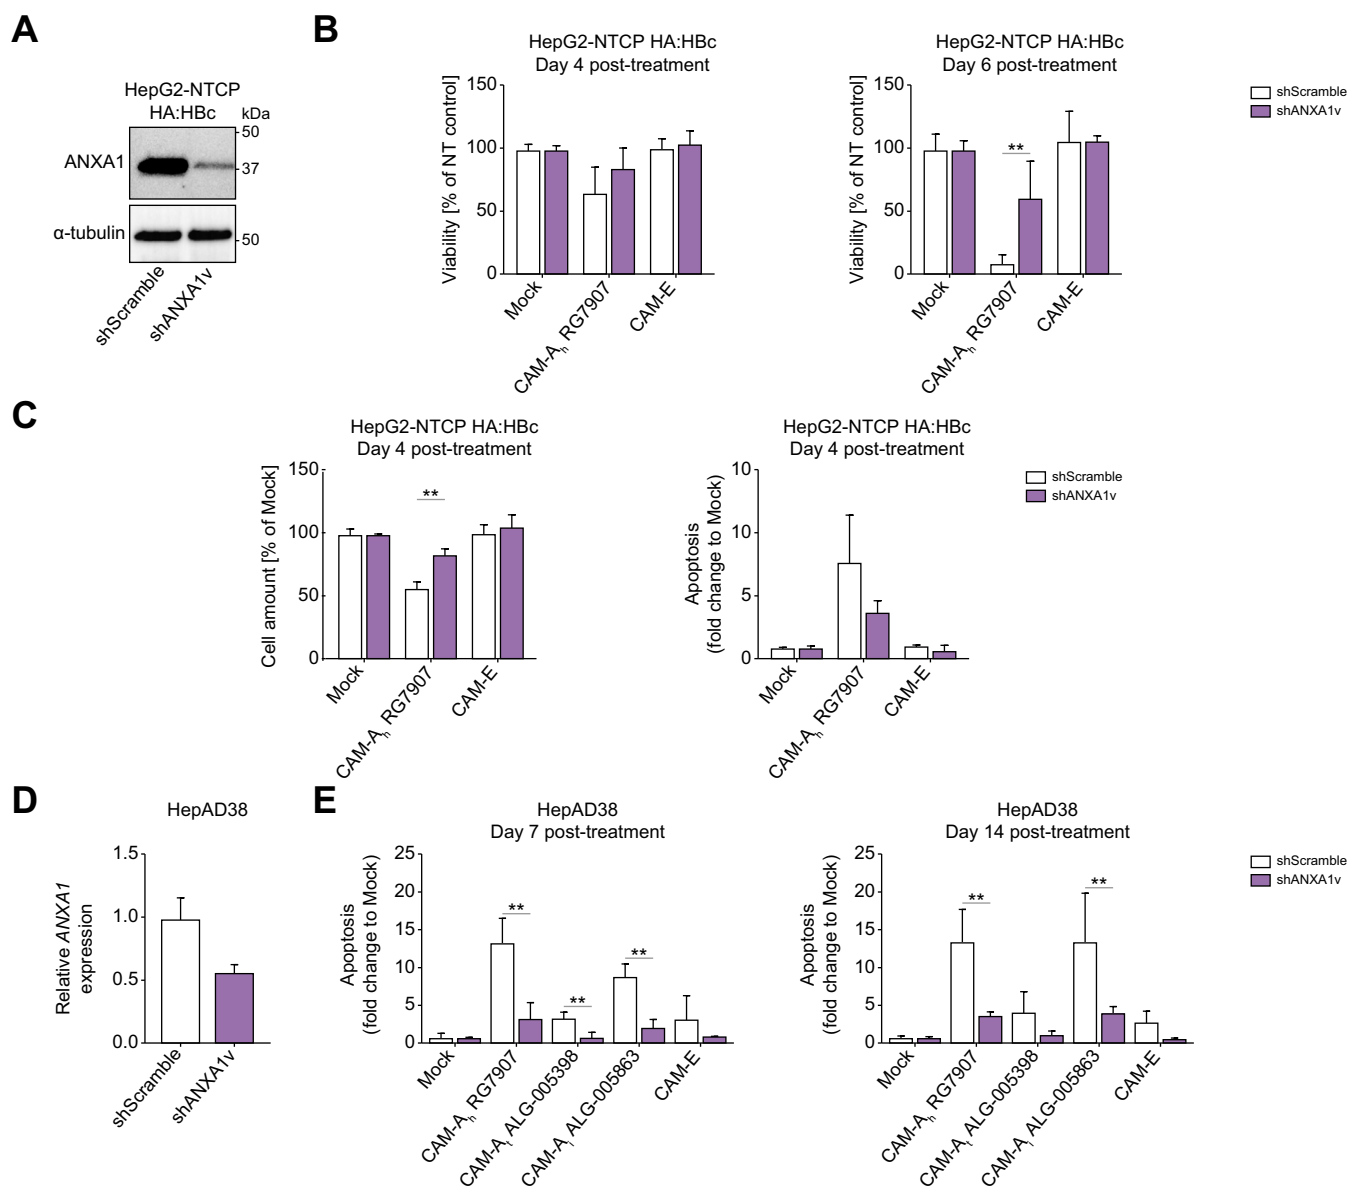 A
HepG2-NTCP
HA:HBc
kDa
50
ANXA1
37
α-tubulin
50
shScramble
shANXA1v
B
HepG2-NTCP HA:HBc
Day 4 post-treatment
Viability [% of NT control]
150
100
50
0
Mock
CAM-Ah RG7907
CAM-E
HepG2-NTCP HA:HBc
Day 6 post-treatment
Viability [% of NT control]
150
100
50
0
**
Mock
CAM-Ah RG7907
CAM-E
shScramble
shANXA1v
C
HepG2-NTCP HA:HBc
Day 4 post-treatment
Cell amount [% of Mock]
150
100
50
0
**
Mock
CAM-Ah RG7907
CAM-E
HepG2-NTCP HA:HBc
Day 4 post-treatment
Apoptosis
(fold change to Mock)
10
10
5
0
Mock
CAM-Ah RG7907
CAM-E
shScramble
shANXA1v
D
HepAD38
Relative ANXA1
expression
1.5
1.0
0.5
0.0
shScramble
shANXA1v
E
HepAD38
Day 7 post-treatment
Apoptosis
(fold change to Mock)
25
20
15
10
5
0
**
**
**
Mock
CAM-Ah RG7907
CAM-Al ALG-005398
CAM-Al ALG-005863
CAM-E
HepAD38
Day 14 post-treatment
Apoptosis
(fold change to Mock)
25
20
15
10
5
0
**
**
Mock
CAM-Ah RG7907
CAM-Al ALG-005398
CAM-Al ALG-005863
CAM-E
shScramble
shANXA1v